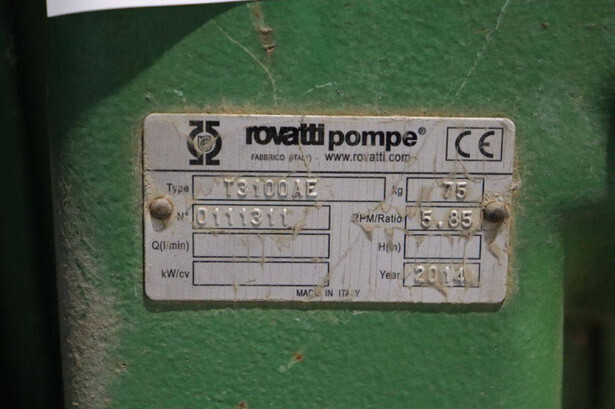 rovatti pompe®
FABBRICO (ITALY) - www.rovatti.com
CE
Type T3100AE kg 75
N° 0111311 RPM/Ratio 5.85
Q(l/min) H(m)
kW/cv Year 2014
MADE IN ITALY